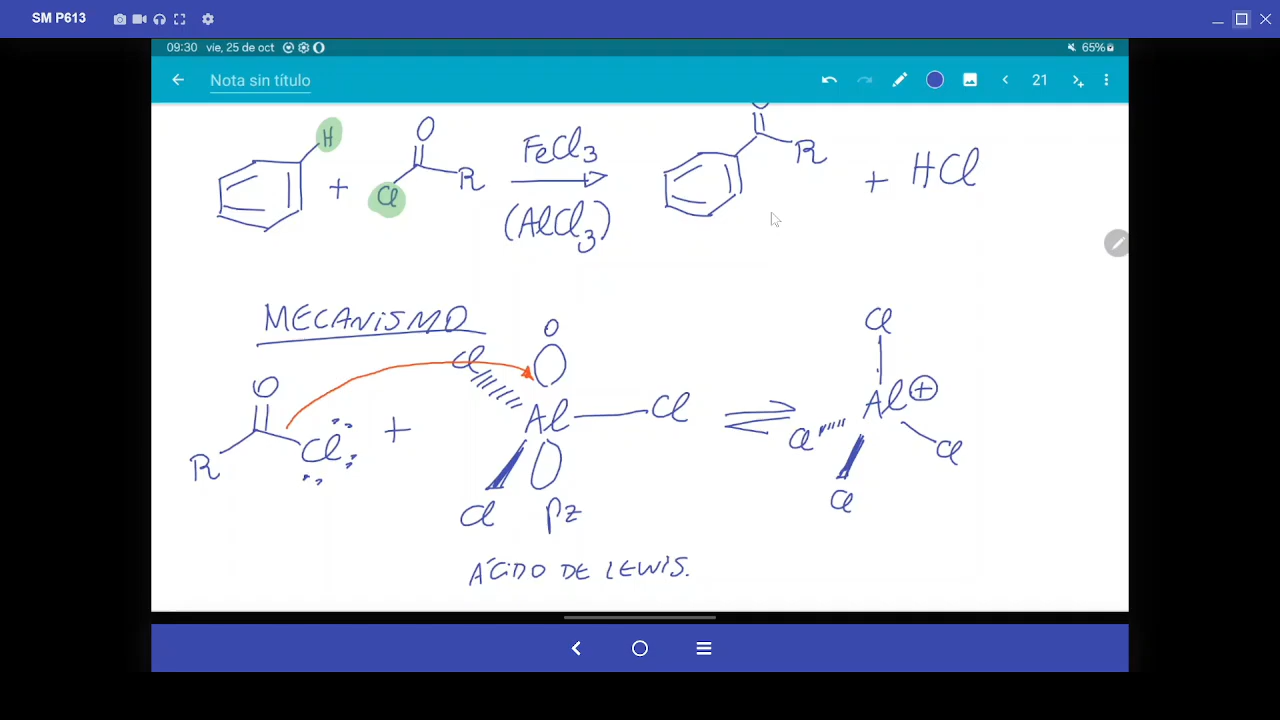 SM P613
09:30 vie, 25 de oct 65%
Nota sin título 21
H + Cl O R FeCl3 (AlCl3) O R + HCl
MECANISMO
R O Cl + Cl Al Cl Cl O Pz Cl Al + Cl Cl Cl
ÁCIDO DE LEWIS.